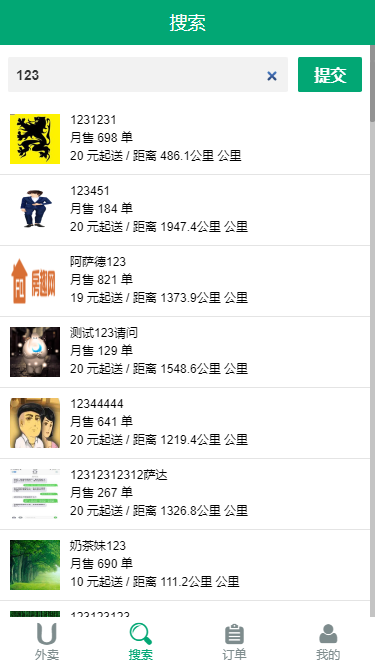 搜索
123
提交
1231231
月售 698 单
20 元起送 / 距离 486.1公里 公里
123451
月售 184 单
20 元起送 / 距离 1947.4公里 公里
阿萨德123
月售 821 单
19 元起送 / 距离 1373.9公里 公里
房趣网
测试123请问
月售 129 单
20 元起送 / 距离 1548.6公里 公里
12344444
月售 641 单
20 元起送 / 距离 1219.4公里 公里
12312312312萨达
月售 267 单
20 元起送 / 距离 1326.8公里 公里
奶茶妹123
月售 690 单
10 元起送 / 距离 111.2公里 公里
123123123
外卖
搜索
订单
我的